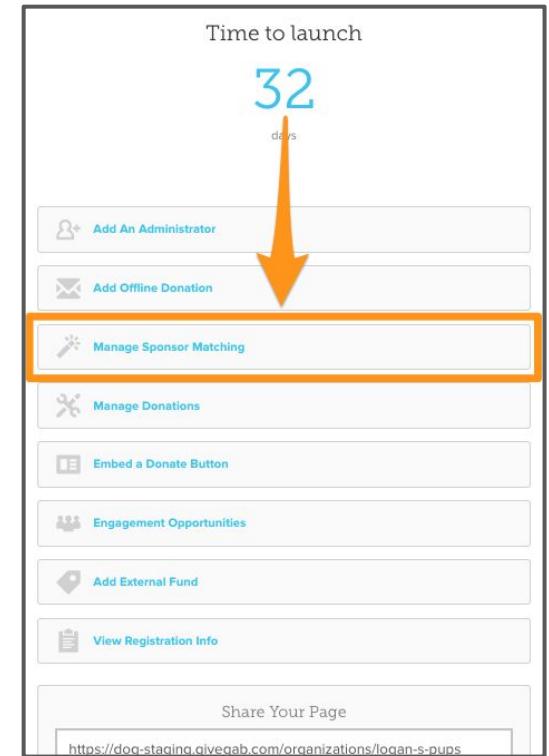 Time to launch
32
days
Add An Administrator
Add Offline Donation
Manage Sponsor Matching
Manage Donations
Embed a Donate Button
Engagement Opportunities
Add External Fund
View Registration Info
Share Your Page
https://dog-staging.givegab.com/organizations/logan-s-pups